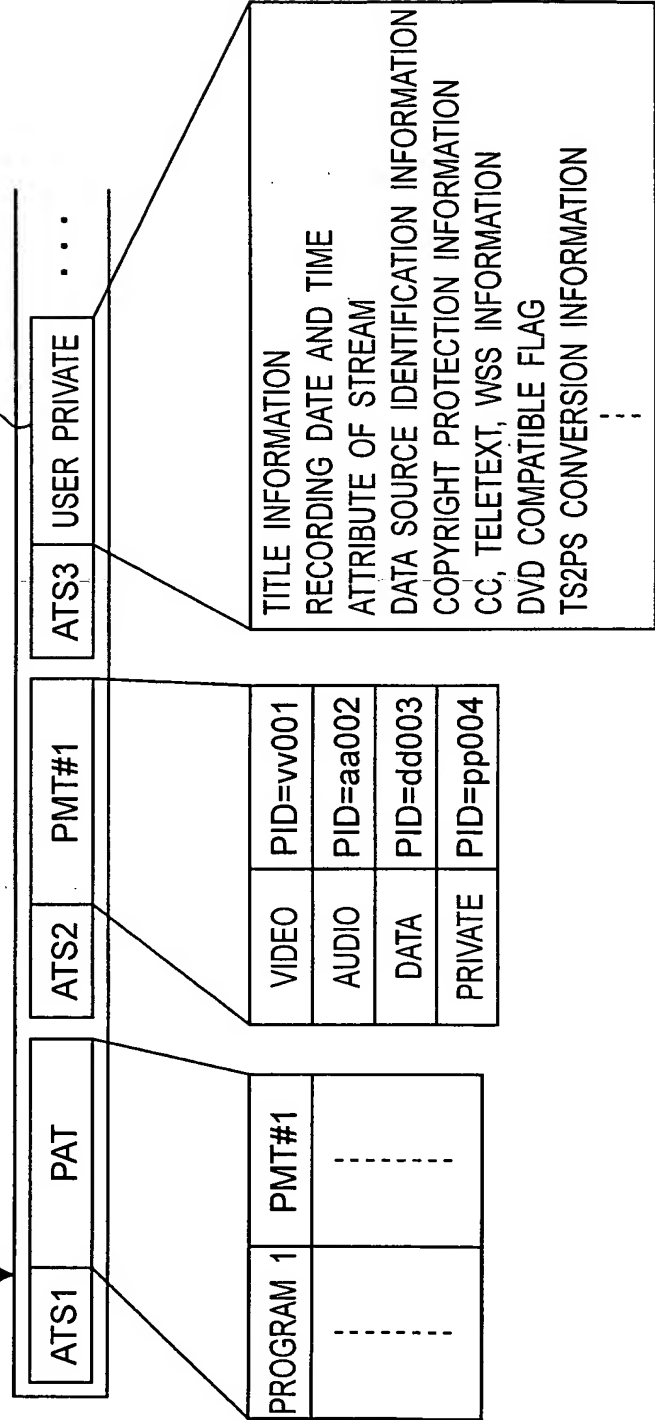 ATS1 PAT ATS2 PMT#1 ATS3 USER PRIVATE . . .
PROGRAM 1 PMT#1
VIDEO PID=vv001
AUDIO PID=aa002
DATA PID=dd003
PRIVATE PID=pp004
TITLE INFORMATION
RECORDING DATE AND TIME
ATTRIBUTE OF STREAM
DATA SOURCE IDENTIFICATION INFORMATION
COPYRIGHT PROTECTION INFORMATION
CC, TELETEXT, WSS INFORMATION
DVD COMPATIBLE FLAG
TS2PS CONVERSION INFORMATION